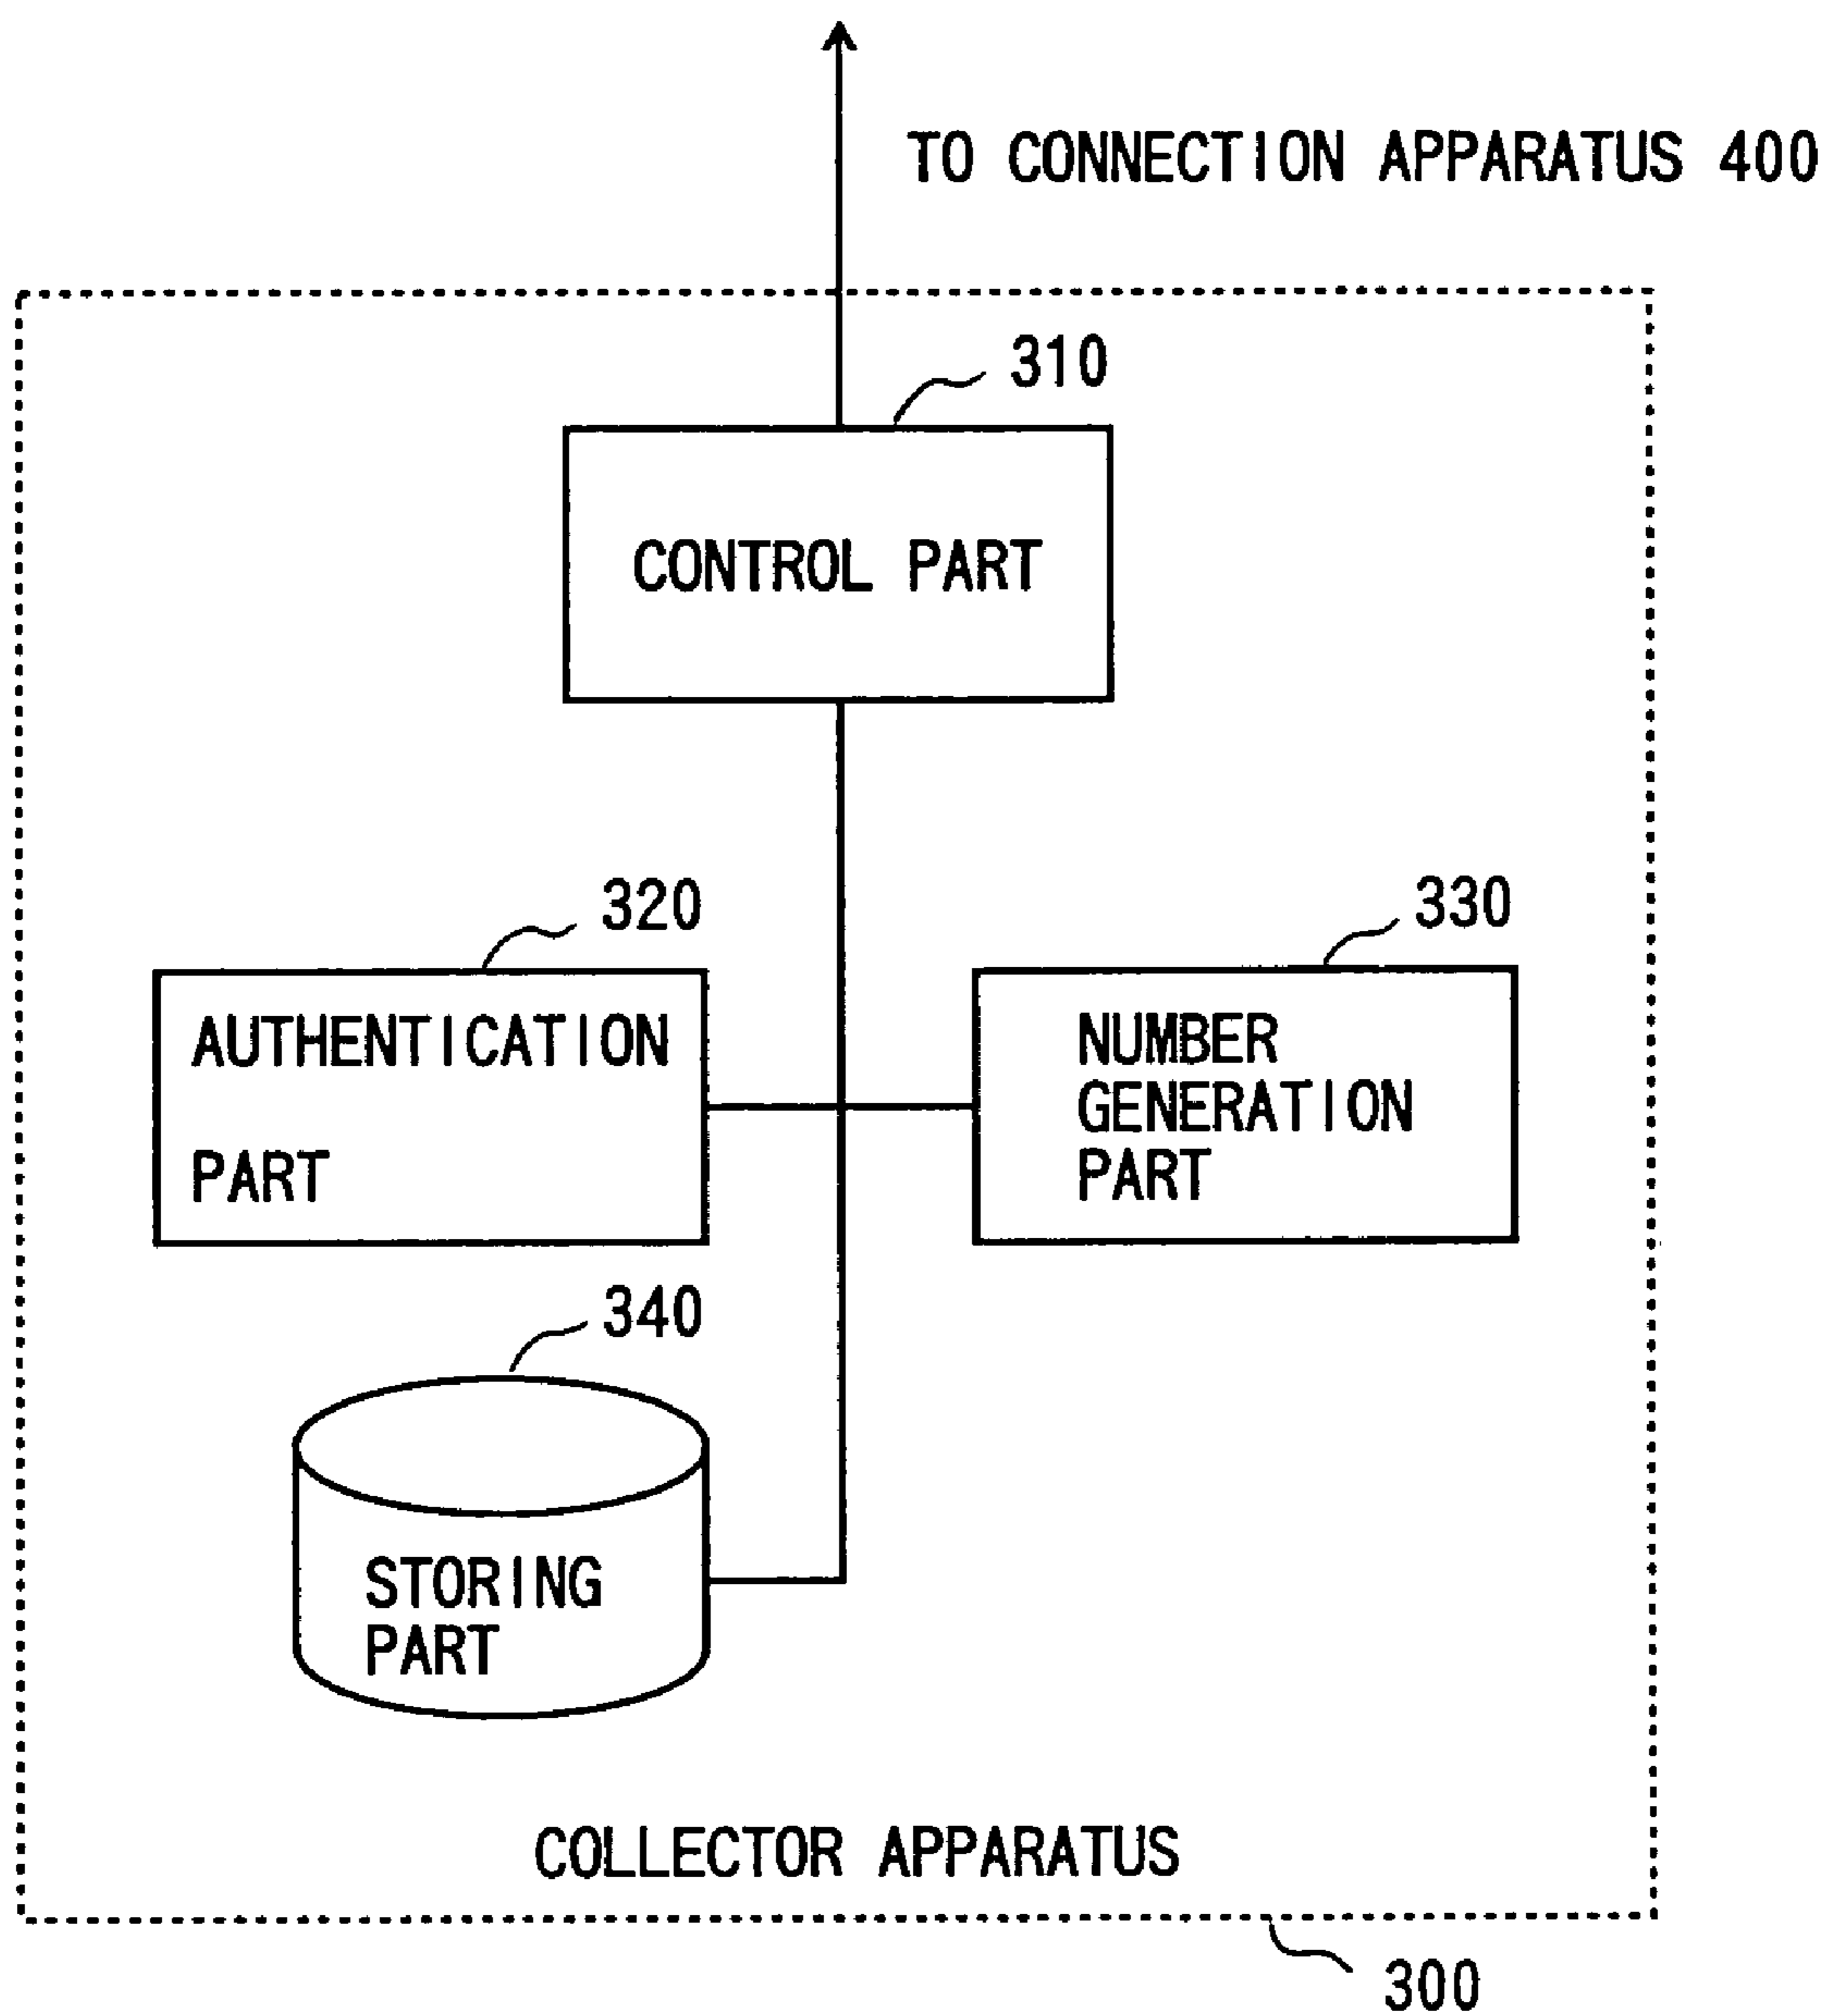 TO CONNECTION APPARATUS 400
310
CONTROL PART
320
330
AUTHENTICATION
PART
NUMBER
GENERATION
PART
340
STORING
PART
COLLECTOR APPARATUS
300